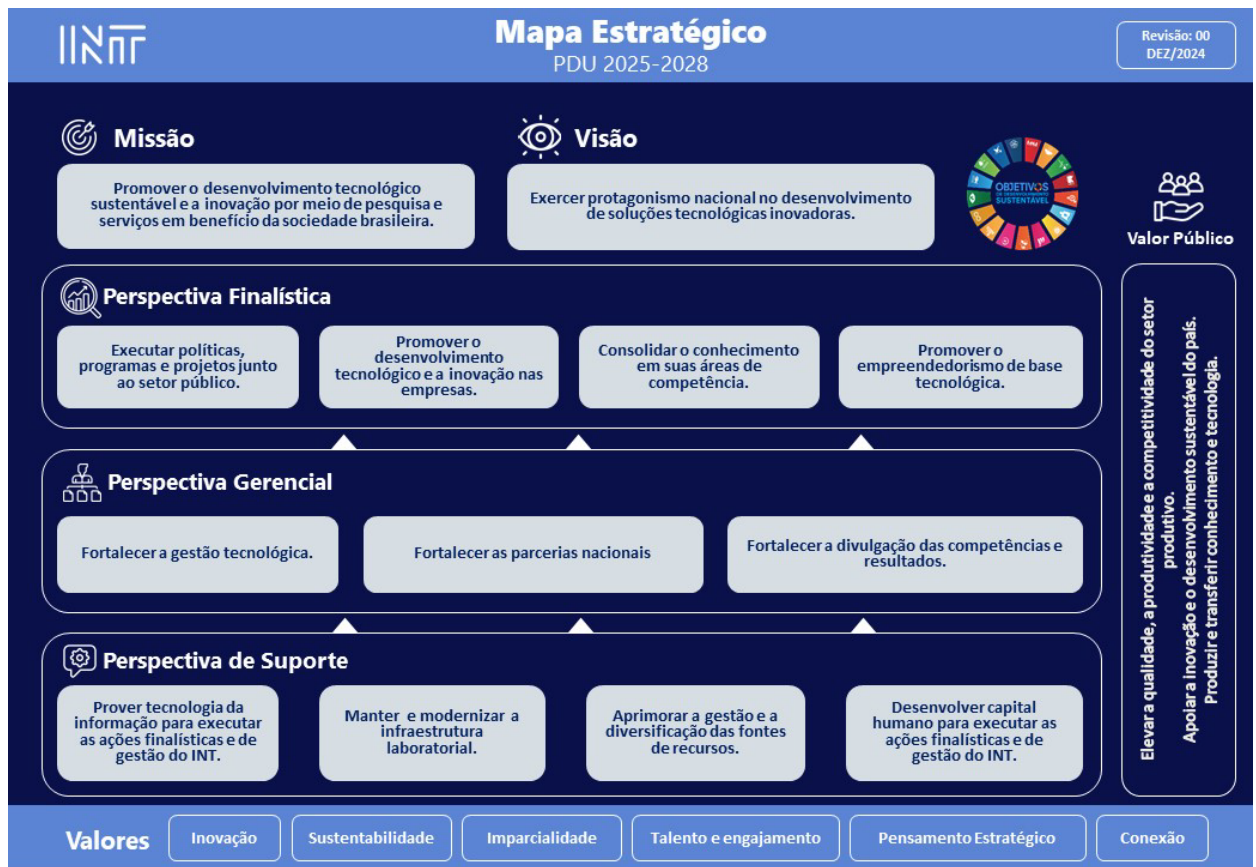 INT
Mapa Estratégico
PDU 2025-2028
Revisão: 00
DEZ/2024
Missão
Promover o desenvolvimento tecnológico
sustentável e a inovação por meio de pesquisa e
serviços em benefício da sociedade brasileira.
Visão
Exercer protagonismo nacional no desenvolvimento
de soluções tecnológicas inovadoras.
OBJETIVOS
DE DESENVOLVIMENTO
SUSTENTÁVEL
Valor Público
Elevar a qualidade, a produtividade e a competitividade do setor
produtivo.
Apoiar a inovação e o desenvolvimento sustentável do país.
Produzir e transferir conhecimento e tecnologia.
Perspectiva Finalística
Executar políticas,
programas e projetos junto
ao setor público.
Promover o
desenvolvimento
tecnológico e a inovação nas
empresas.
Consolidar o conhecimento
em suas áreas de
competência.
Promover o
empreendedorismo de base
tecnológica.
Perspectiva Gerencial
Fortalecer a gestão tecnológica.
Fortalecer as parcerias nacionais
Fortalecer a divulgação das competências e
resultados.
Perspectiva de Suporte
Prover tecnologia da
informação para executar
as ações finalísticas e de
gestão do INT.
Manter e modernizar a
infraestrutura
laboratorial.
Aprimorar a gestão e a
diversificação das fontes
de recursos.
Desenvolver capital
humano para executar as
ações finalísticas e de
gestão do INT.
Valores
Inovação
Sustentabilidade
Imparcialidade
Talento e engajamento
Pensamento Estratégico
Conexão